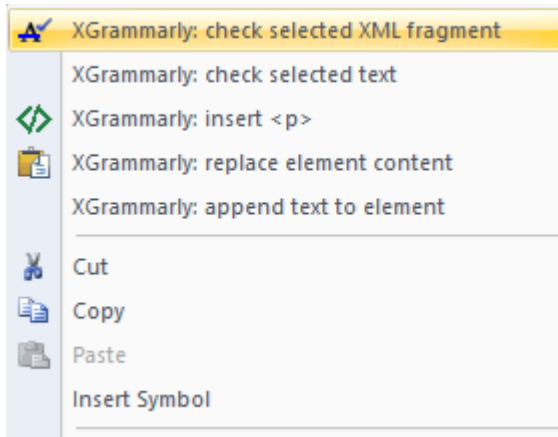 XGrammarly: check selected XML fragment
XGrammarly: check selected text
XGrammarly: insert <p>
XGrammarly: replace element content
XGrammarly: append text to element
Cut
Copy
Paste
Insert Symbol